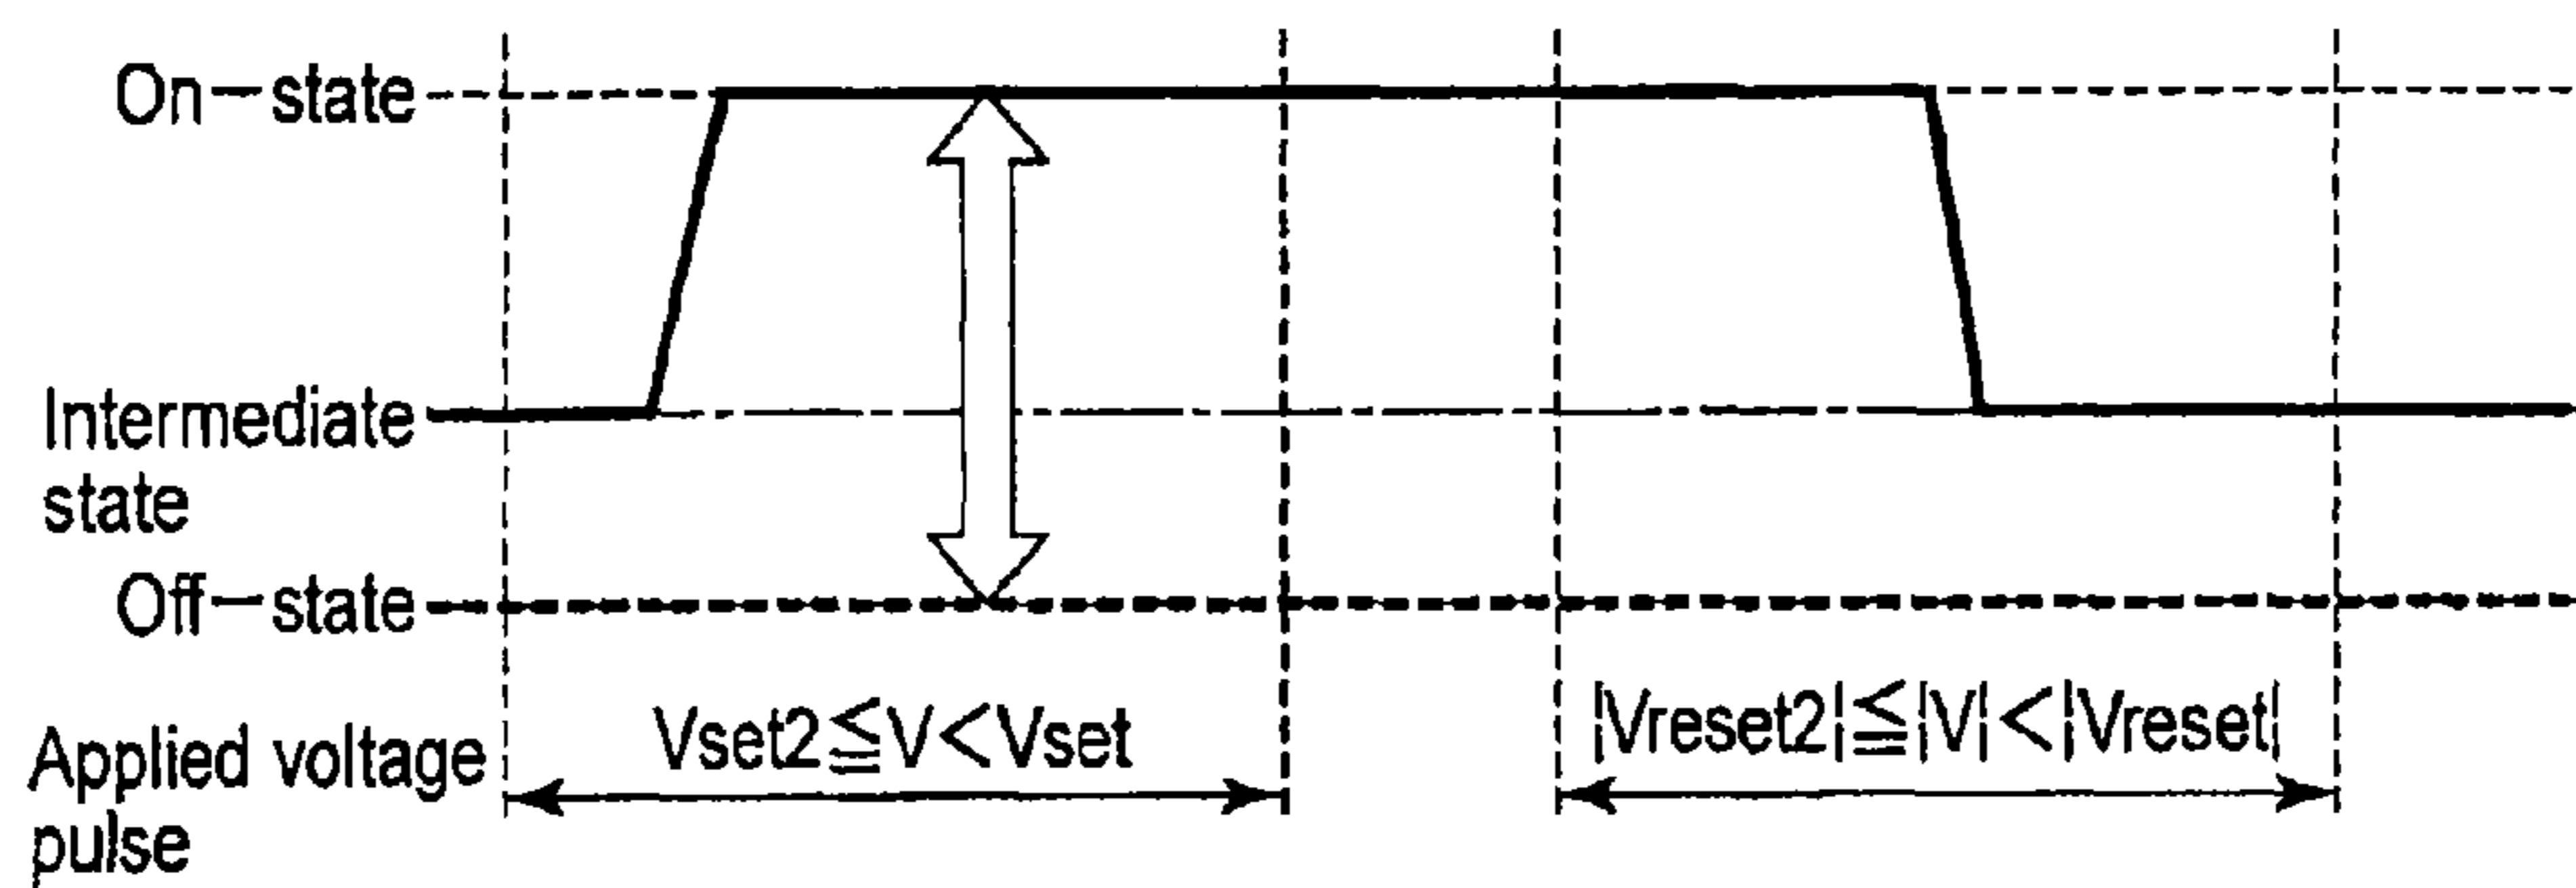 On-state
Intermediate
state
Off-state
Applied voltage
pulse
Vset2≦V<Vset
|Vreset2|≦|V|<|Vreset|